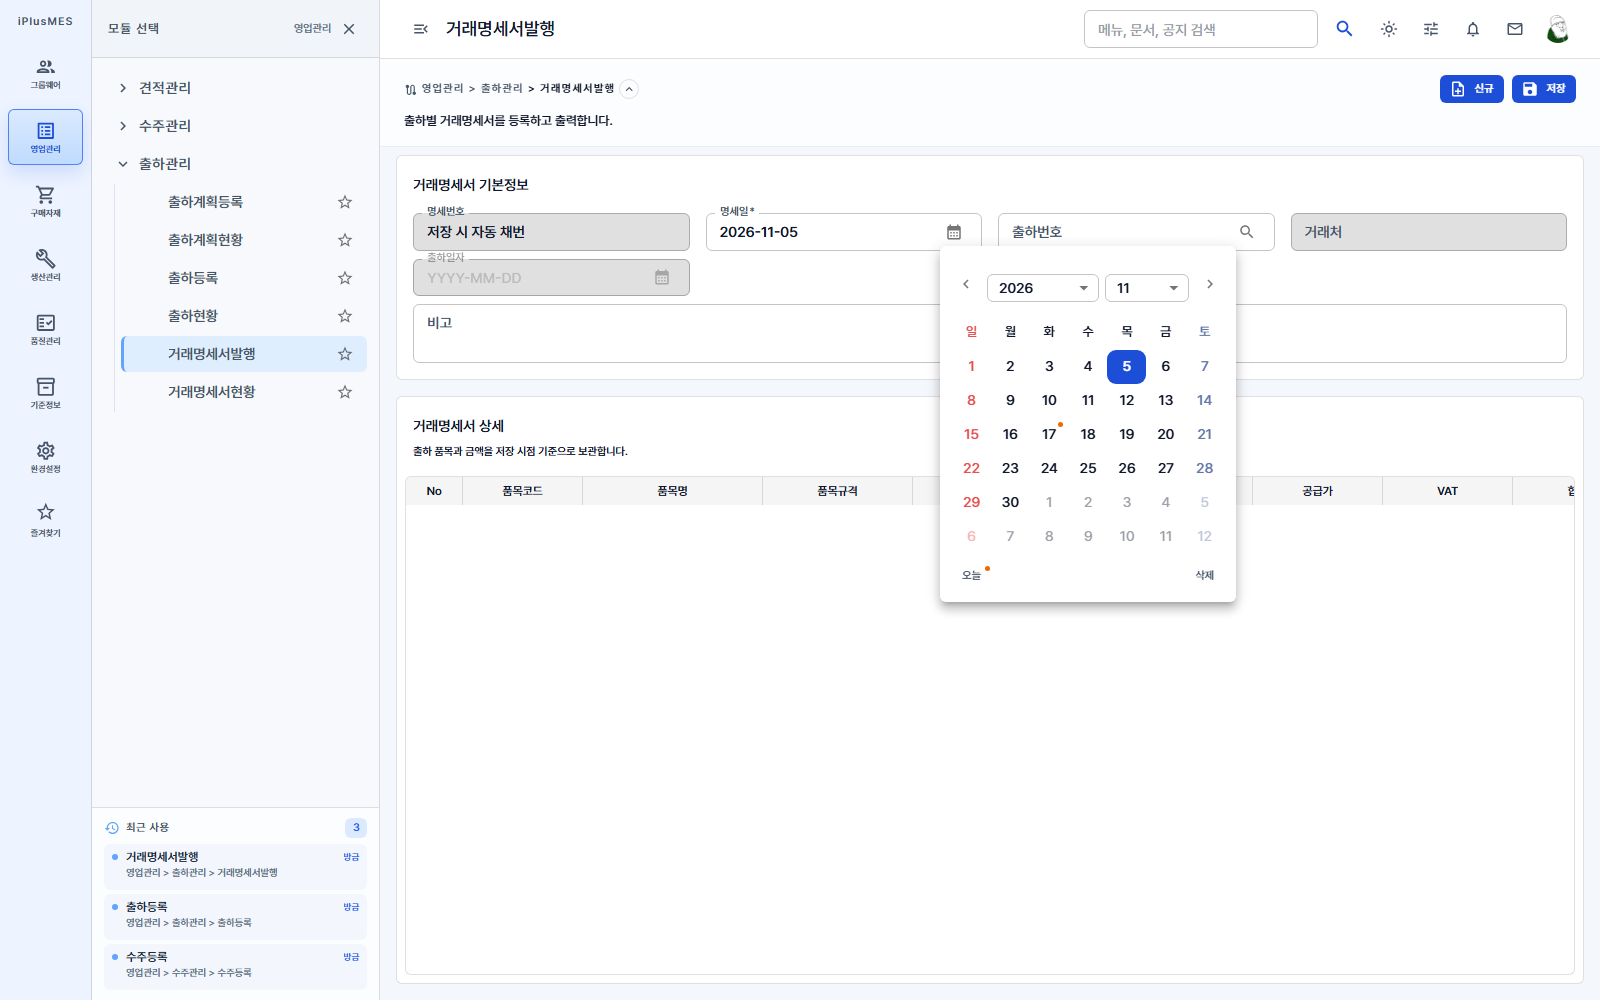 iPlusMES
그룹웨어
영업관리
구매자재
생산관리
품질관리
기준정보
환경설정
즐겨찾기
모듈 선택
영업관리
견적관리
수주관리
출하관리
출하계획등록
출하계획현황
출하등록
출하현황
거래명세서발행
거래명세서현황
최근 사용
3
거래명세서발행
방금
영업관리 > 출하관리 > 거래명세서발행
출하등록
방금
영업관리 > 출하관리 > 출하등록
수주등록
방금
영업관리 > 수주관리 > 수주등록
거래명세서발행
메뉴, 문서, 공지 검색
영업관리 > 출하관리 > 거래명세서발행
신규
저장
출하별 거래명세서를 등록하고 출력합니다.
거래명세서 기본정보
명세번호
저장 시 자동 채번
명세일*
2026-11-05
출하번호
거래처
출하일자
YYYY-MM-DD
비고
2026
11
일 월 화 수 목 금 토
1 2 3 4 5 6 7
8 9 10 11 12 13 14
15 16 17 18 19 20 21
22 23 24 25 26 27 28
29 30 1 2 3 4 5
6 7 8 9 10 11 12
오늘
삭제
거래명세서 상세
출하 품목과 금액을 저장 시점 기준으로 보관합니다.
No 품목코드 품목명 품목규격 공급가 VAT